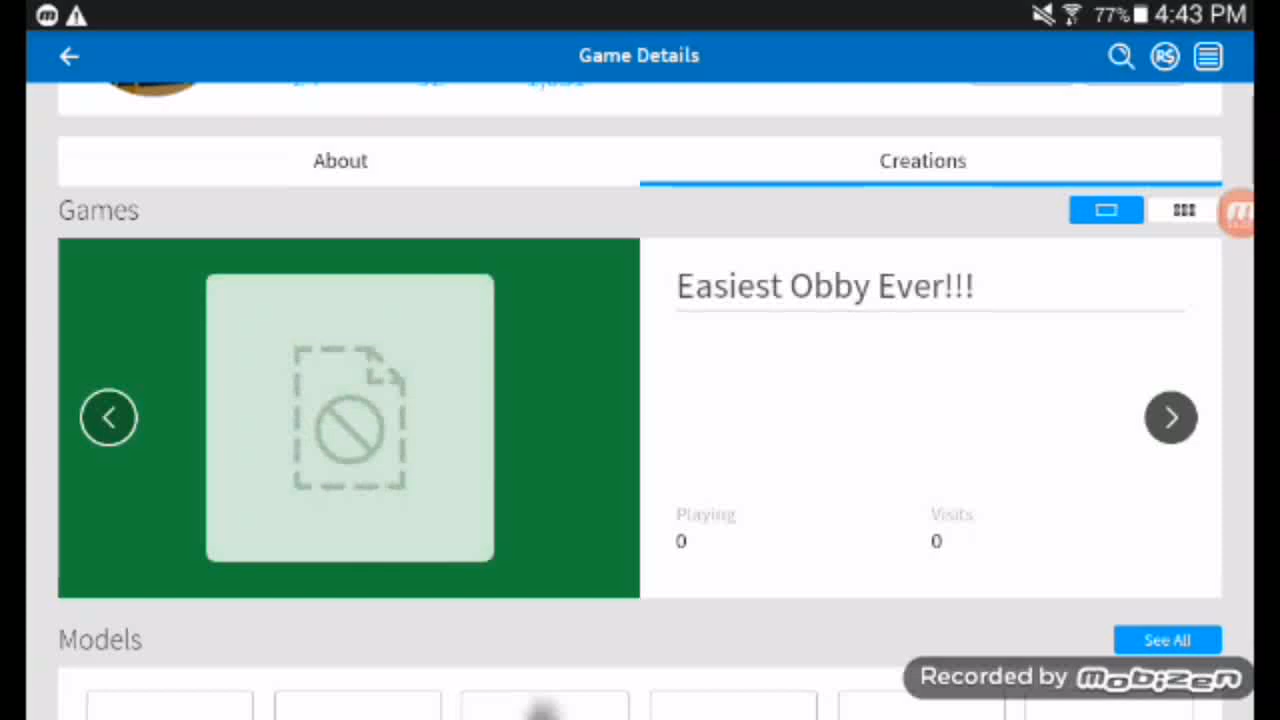 77% 4:43 PM
Game Details
R$
About Creations
Games
Easiest Obby Ever!!!
Playing Visits
0 0
Models See All
Recorded by mobizen